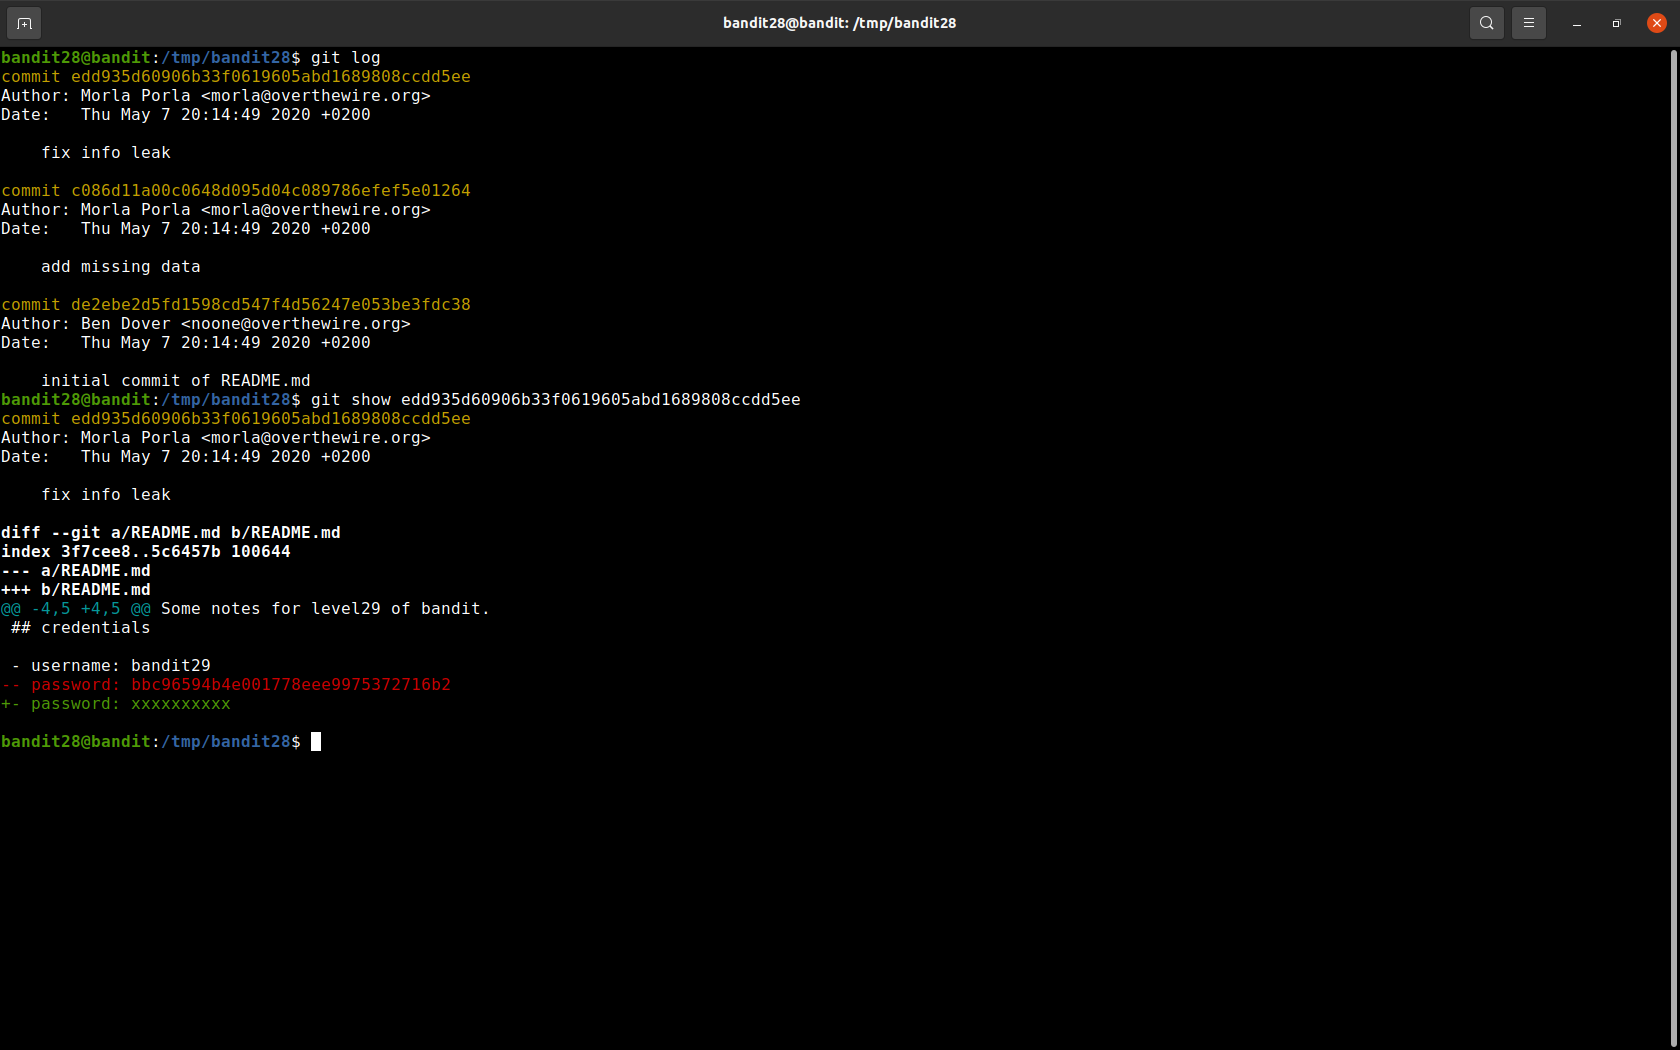 bandit28@bandit: /tmp/bandit28
bandit28@bandit:/tmp/bandit28$ git log
commit edd935d60906b33f0619605abd1689808ccdd5ee
Author: Morla Porla <morla@overthewire.org>
Date:   Thu May 7 20:14:49 2020 +0200
    fix info leak
commit c086d11a00c0648d095d04c089786efef5e01264
Author: Morla Porla <morla@overthewire.org>
Date:   Thu May 7 20:14:49 2020 +0200
    add missing data
commit de2ebe2d5fd1598cd547f4d56247e053be3fdc38
Author: Ben Dover <noone@overthewire.org>
Date:   Thu May 7 20:14:49 2020 +0200
    initial commit of README.md
bandit28@bandit:/tmp/bandit28$ git show edd935d60906b33f0619605abd1689808ccdd5ee
commit edd935d60906b33f0619605abd1689808ccdd5ee
Author: Morla Porla <morla@overthewire.org>
Date:   Thu May 7 20:14:49 2020 +0200
    fix info leak
diff --git a/README.md b/README.md
index 3f7cee8..5c6457b 100644
--- a/README.md
+++ b/README.md
@@ -4,5 +4,5 @@ Some notes for level29 of bandit.
 ## credentials
 - username: bandit29
-- password: bbc96594b4e001778eee9975372716b2
+- password: xxxxxxxxxx
bandit28@bandit:/tmp/bandit28$